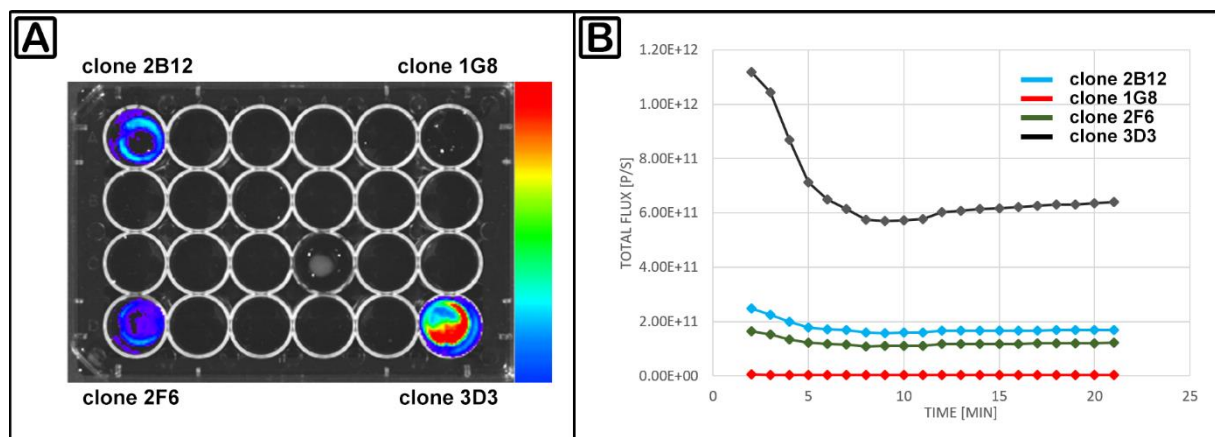 A
clone 2B12
clone 1G8
clone 2F6
clone 3D3
B
1.20E+12
1.00E+12
8.00E+11
6.00E+11
4.00E+11
2.00E+11
0.00E+00
TOTAL FLUX [P/S]
0
5
10
15
20
25
TIME [MIN]
clone 2B12
clone 1G8
clone 2F6
clone 3D3